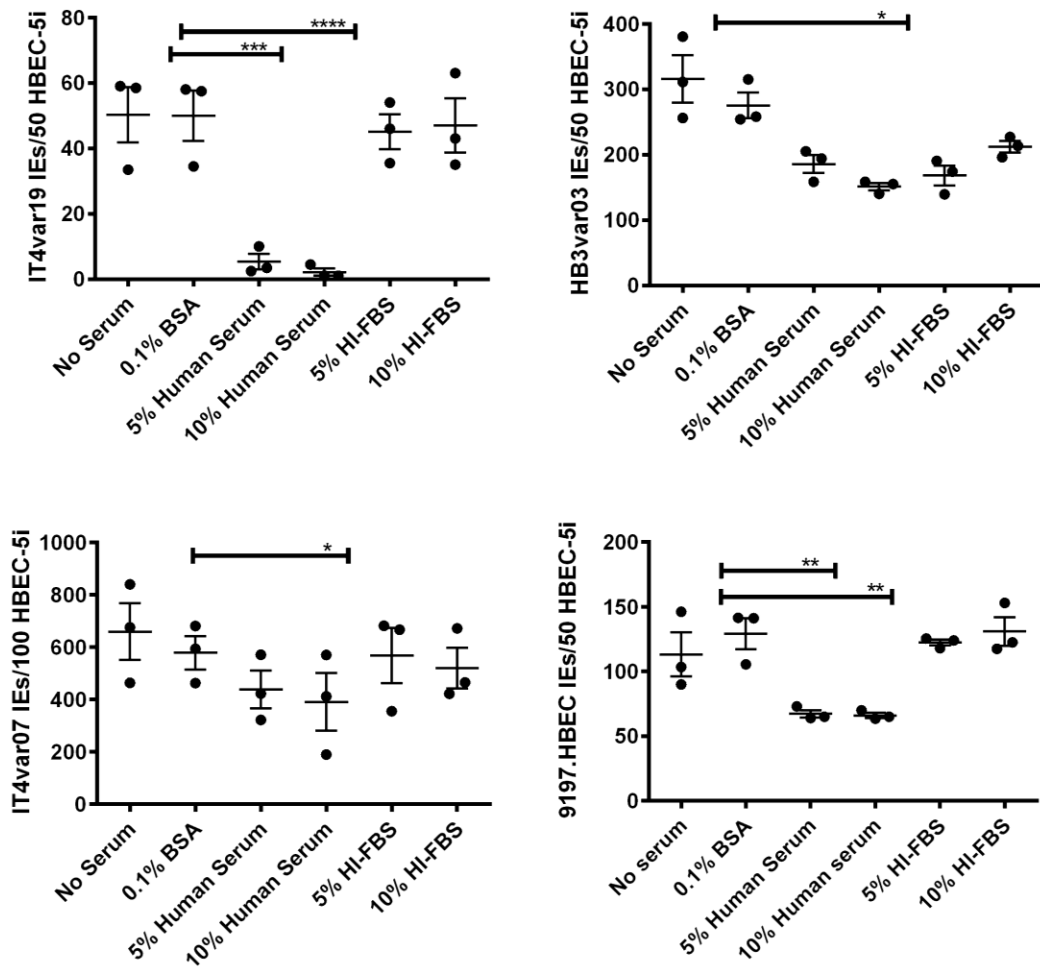 IT4var19 IEs/50 HBEC-5i
80
60
40
20
0
****
***
No Serum
0.1% BSA
5% Human Serum
10% Human Serum
5% HI-FBS
10% HI-FBS
HB3var03 IEs/50 HBEC-5i
400
300
200
100
0
*
No Serum
0.1% BSA
5% Human Serum
10% Human Serum
5% HI-FBS
10% HI-FBS
IT4var07 IEs/100 HBEC-5i
1000
800
600
400
200
0
*
No Serum
0.1% BSA
5% Human Serum
10% Human Serum
5% HI-FBS
10% HI-FBS
9197.HBEC IEs/50 HBEC-5i
200
150
100
50
0
**
**
No serum
0.1% BSA
5% Human Serum
10% Human serum
5% HI-FBS
10% HI-FBS